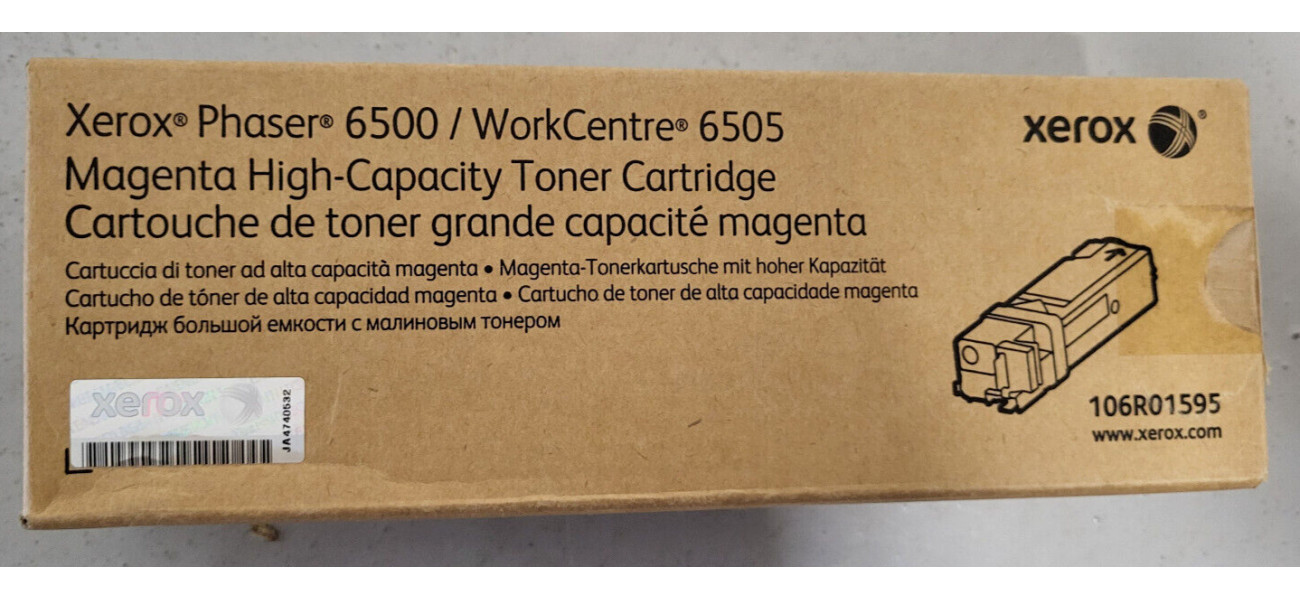 Xerox® Phaser® 6500 / WorkCentre® 6505
Magenta High-Capacity Toner Cartridge
Cartouche de toner grande capacité magenta
Cartuccia di toner ad alta capacità magenta • Magenta-Tonerkartusche mit hoher Kapazität
Cartucho de tóner de alta capacidad magenta • Cartucho de toner de alta capacidade magenta
Картридж большой емкости с малиновым тонером
xerox ®
xerox
JA4740532
106R01595
www.xerox.com